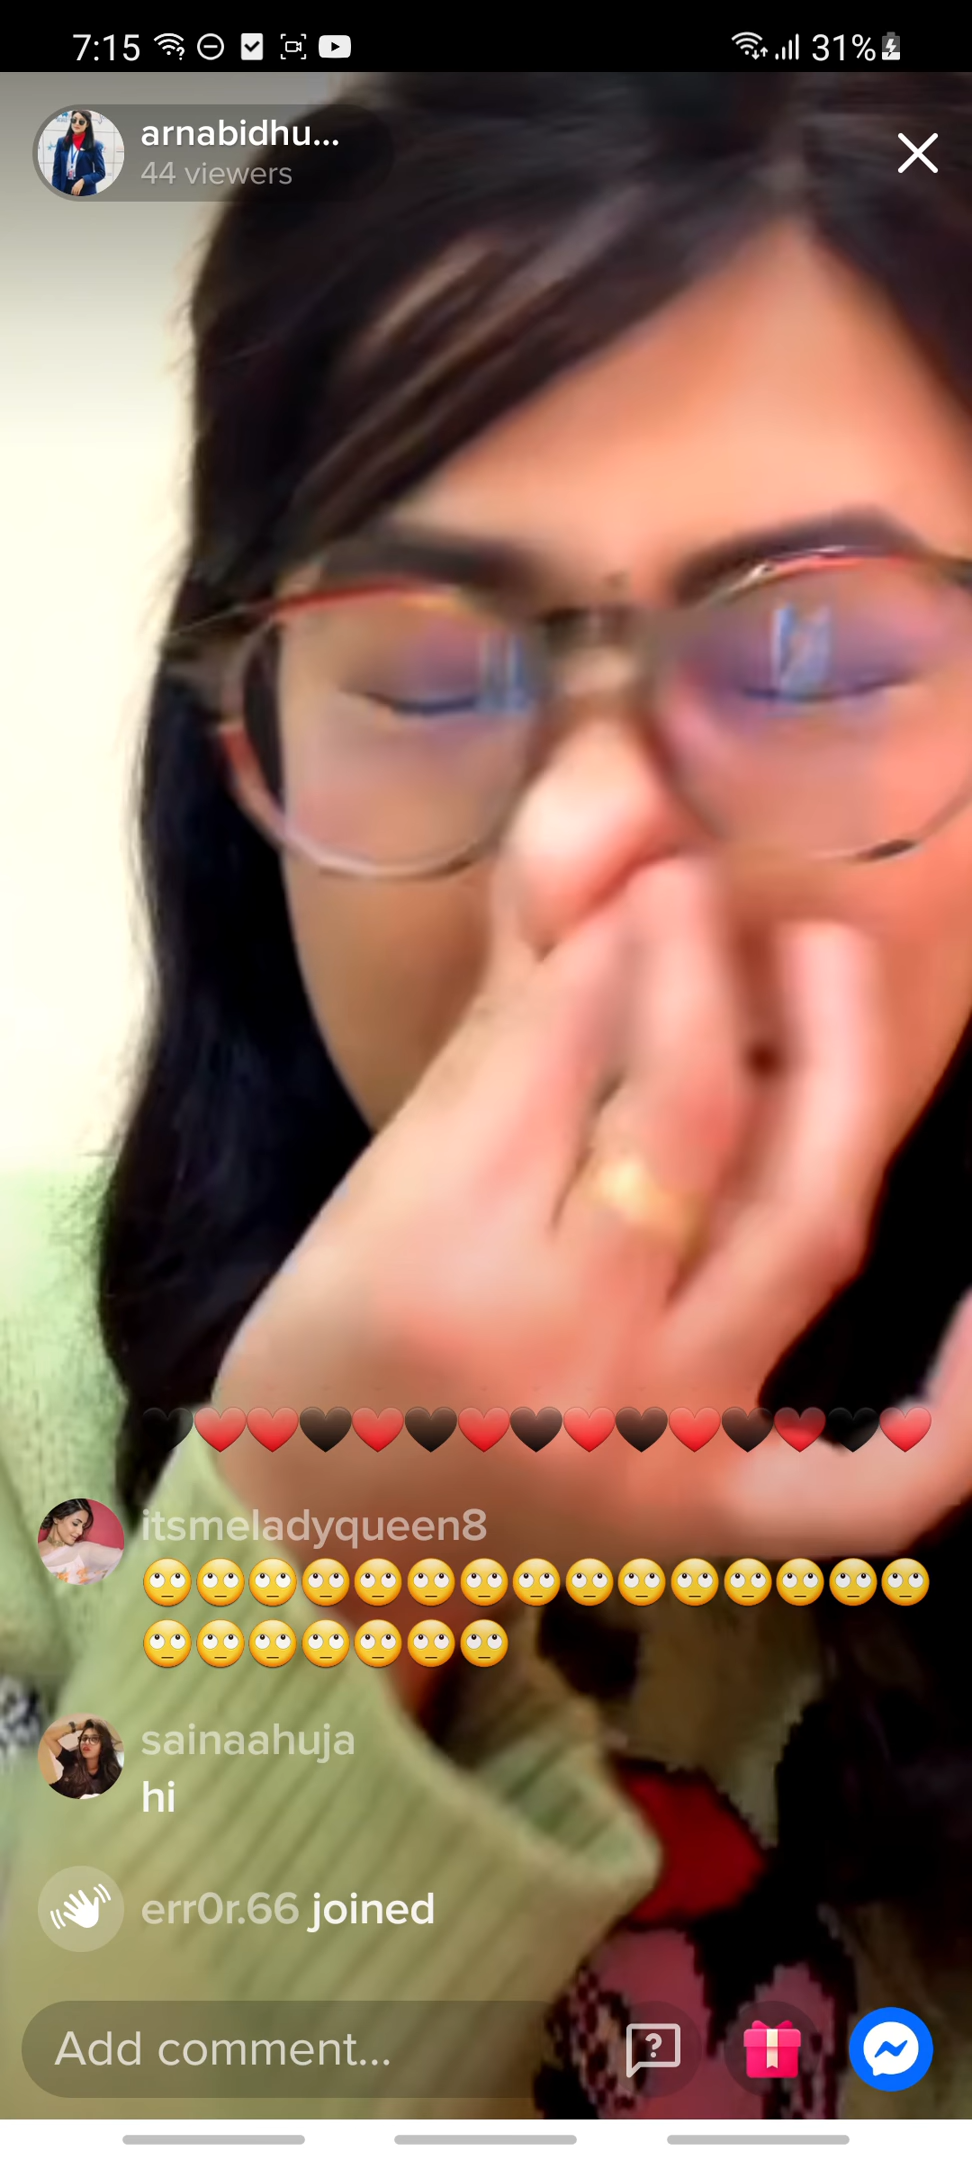 7:15 31%
arnabidhu...
44 viewers
🖤❤️❤️🖤❤️🖤❤️🖤❤️🖤❤️🖤❤️🖤❤️
itsmeladyqueen8
🙄🙄🙄🙄🙄🙄🙄🙄🙄🙄🙄🙄🙄🙄🙄
🙄🙄🙄🙄🙄🙄🙄
sainaahuja
hi
err0r.66 joined
Add comment...